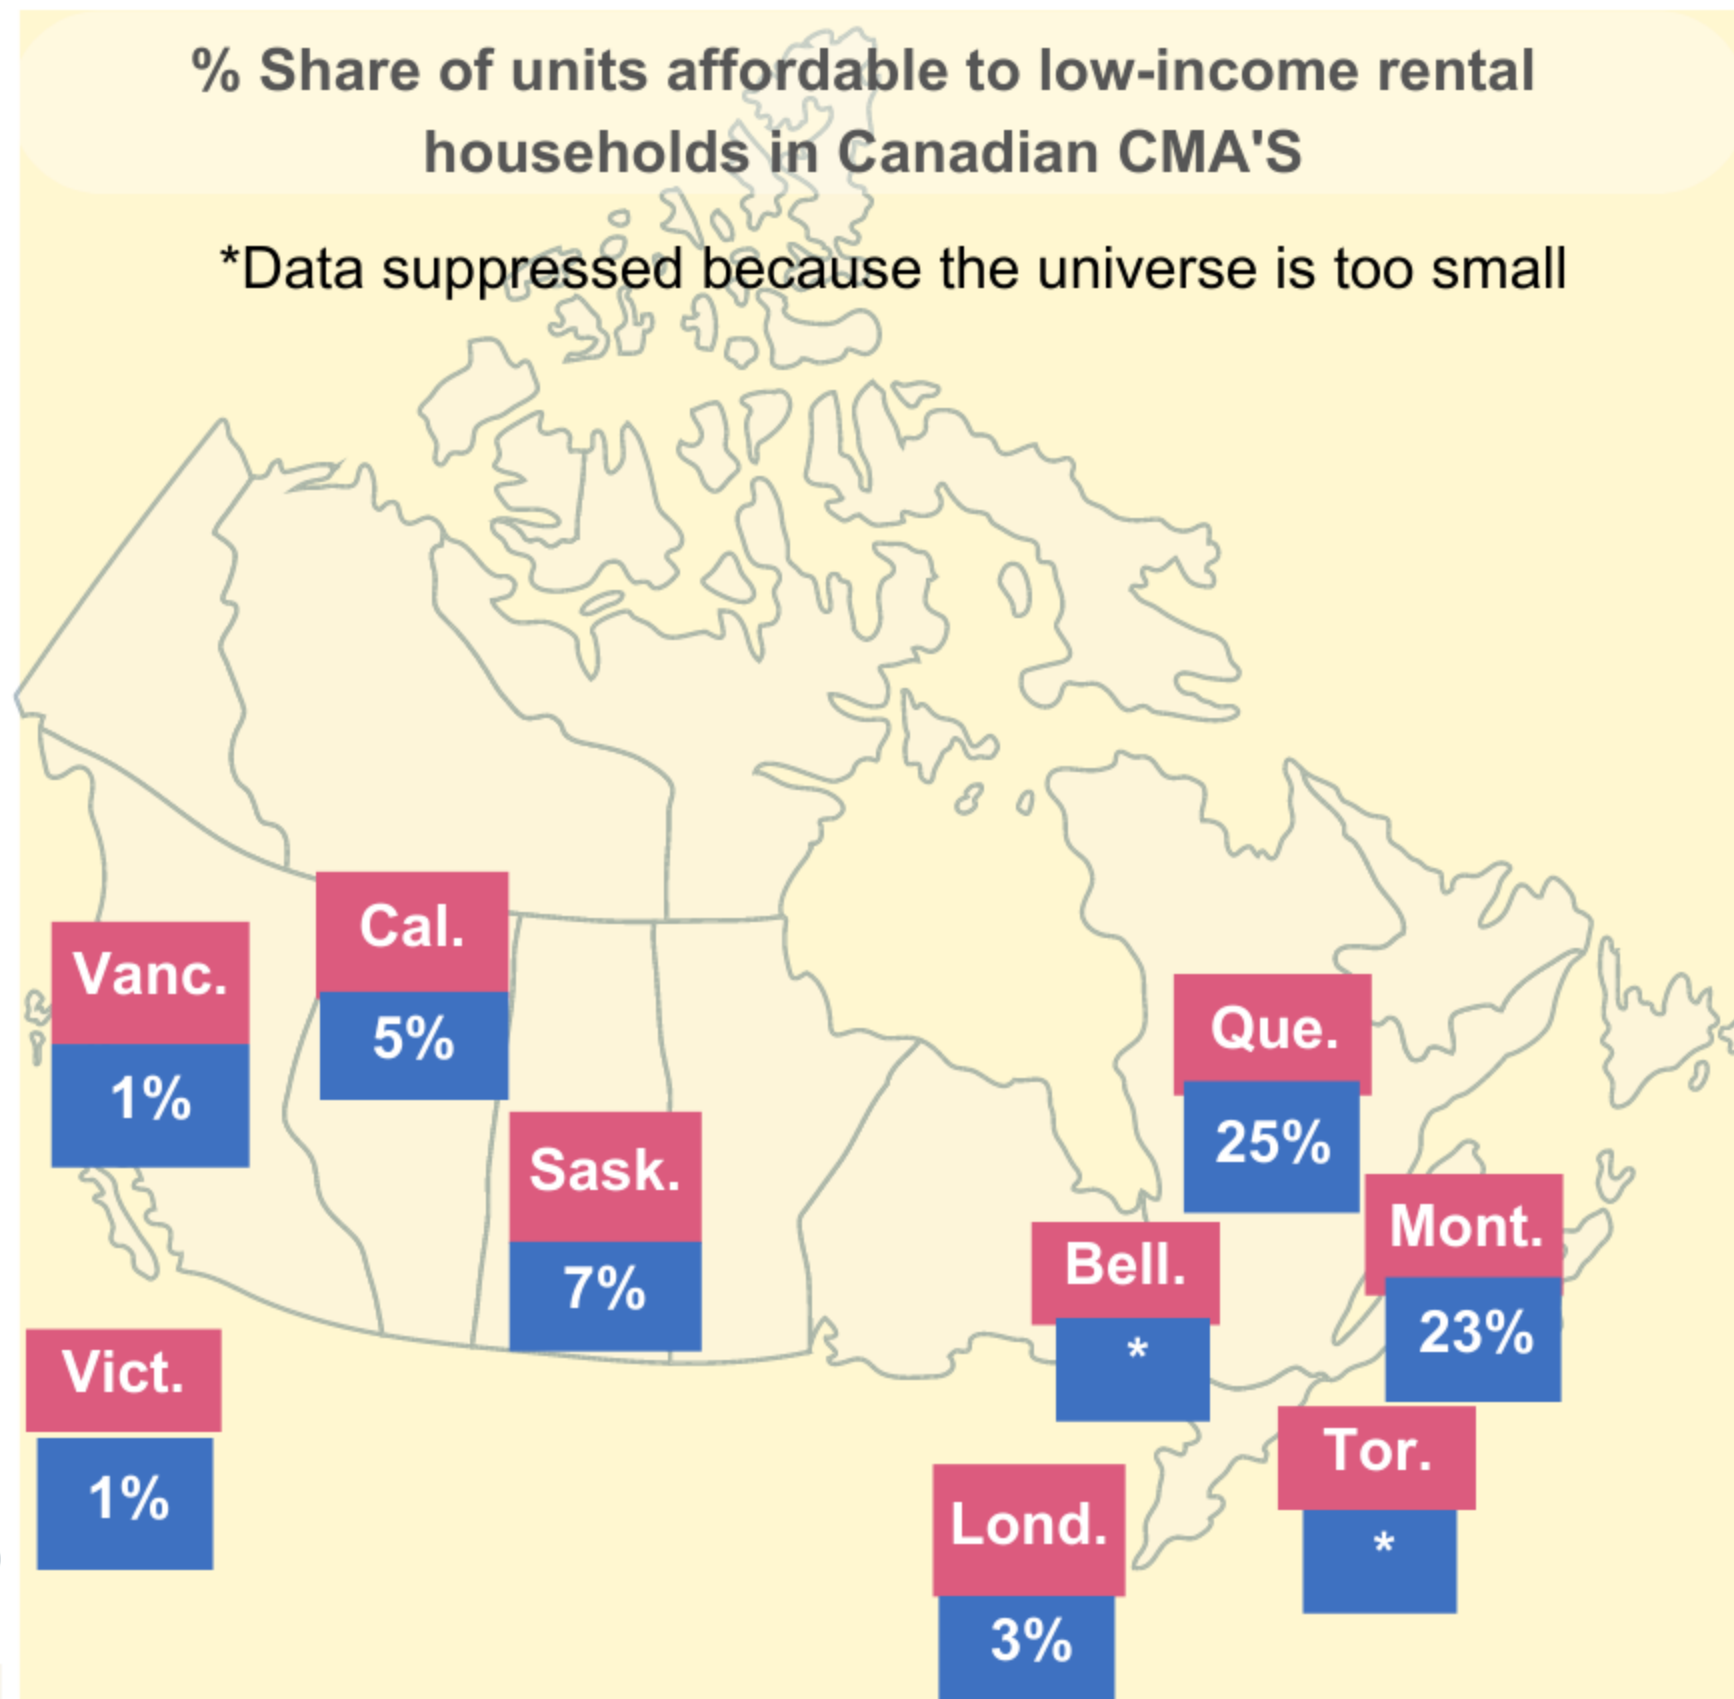 % Share of units affordable to low-income rental
households in Canadian CMA'S
*Data suppressed because the universe is too small
Cal.
5%
Vanc.
1%
Que.
25%
Sask.
7%
Mont.
23%
Bell.
*
Vict.
1%
Tor.
*
Lond.
3%